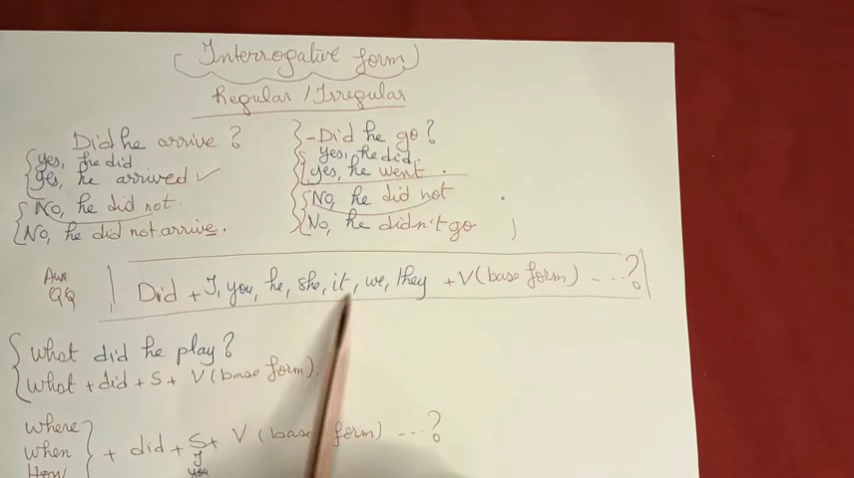 Interrogative form
Regular / Irregular
Did he arrive ?
yes, he did
yes, he arrived ✓
No, he did not.
No, he did not arrive.
-Did he go ?
yes, he did.
yes, he went .
No, he did not
No, he didn't go
Aux
QQ
Did + I, you, he, she, it, we, they + V (base form) ---- ?
what did he play ?
what + did + S + V (base form).
where
when
How
+ did + S + V (base form) ---- ?
I
you